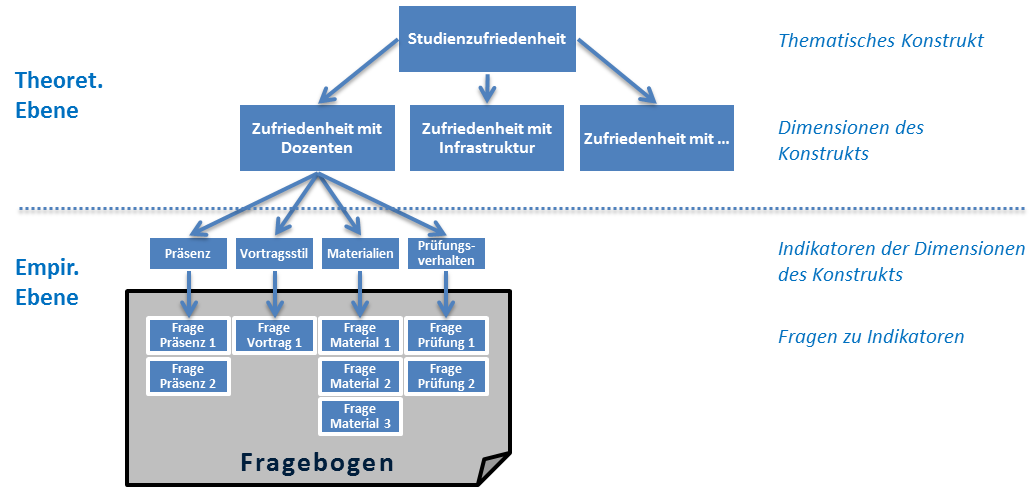 Studienzufriedenheit
Thematisches Konstrukt
Theoret.
Ebene
Zufriedenheit mit
Dozenten
Zufriedenheit mit
Infrastruktur
Zufriedenheit mit ...
Dimensionen des
Konstrukts
Empir.
Ebene
Präsenz
Vortragsstil
Materialien
Prüfungs-
verhalten
Indikatoren der Dimensionen
des Konstrukts
Frage
Präsenz 1
Frage
Vortrag 1
Frage
Material 1
Frage
Prüfung 1
Fragen zu Indikatoren
Frage
Präsenz 2
Frage
Material 2
Frage
Prüfung 2
Frage
Material 3
Fragebogen